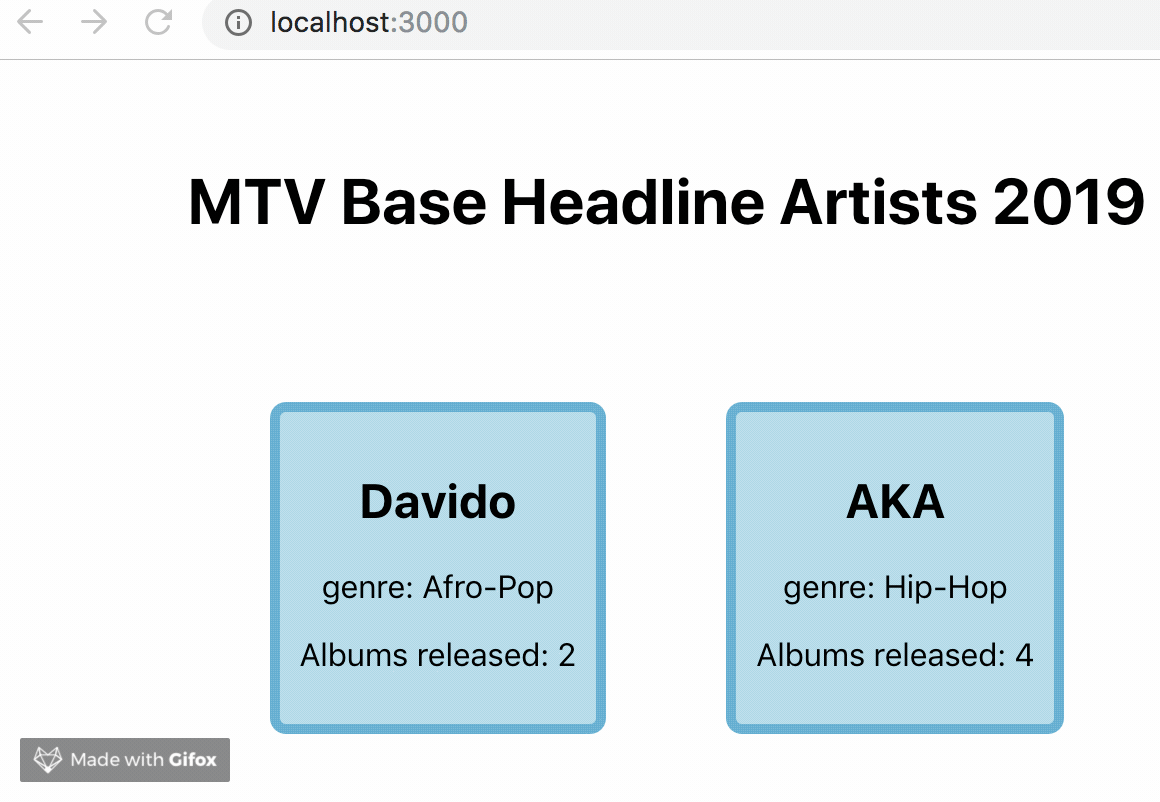 localhost:3000
MTV Base Headline Artists 2019
Davido
genre: Afro-Pop
Albums released: 2
AKA
genre: Hip-Hop
Albums released: 4
Made with Gifox